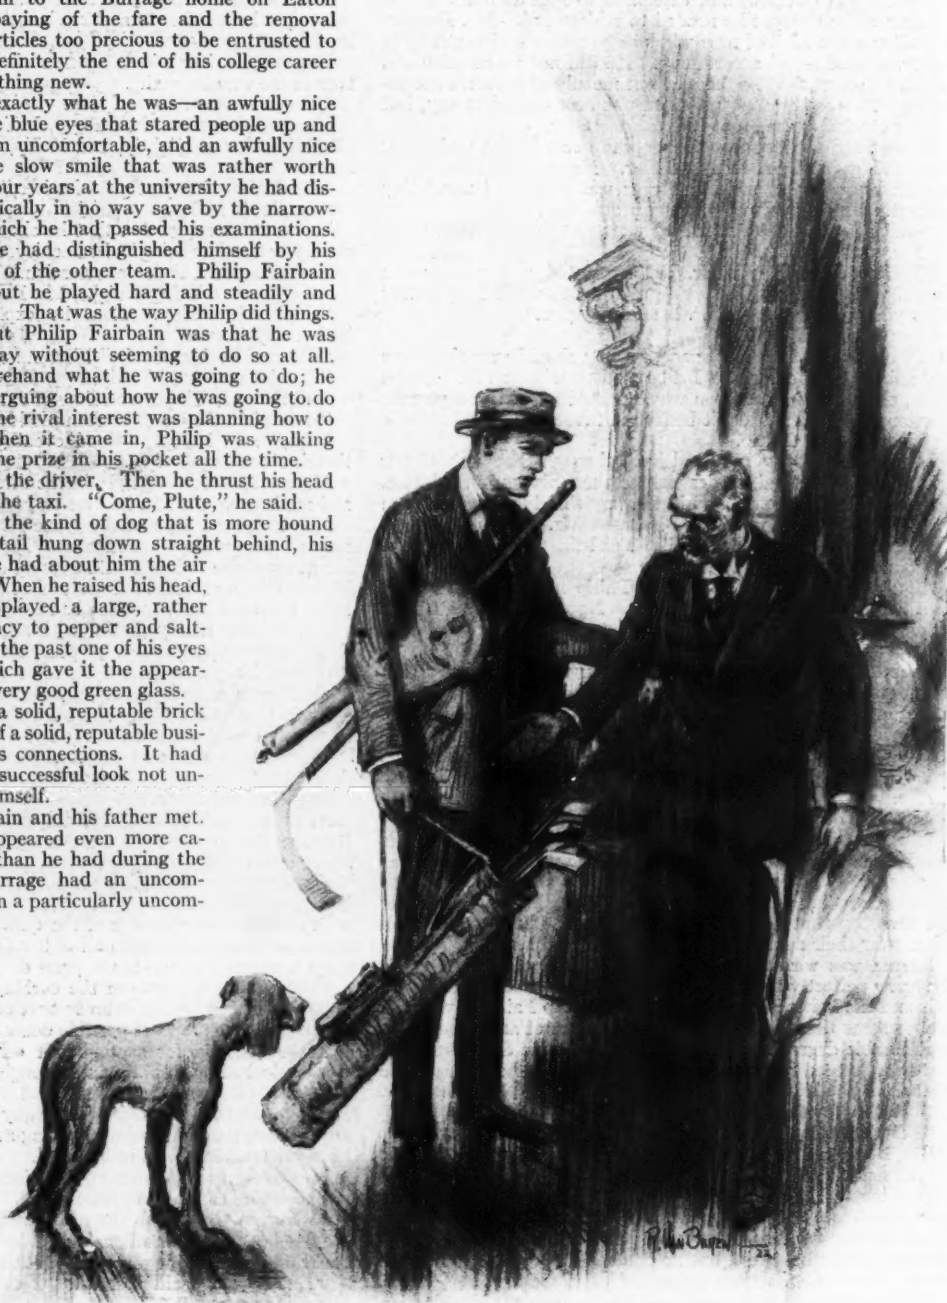 to the Burrage home on Eaton
paying of the fare and the removal
rticles too precious to be entrusted to
efinitely the end of his college career
thing new.
exactly what he was—an awfully nice
e blue eyes that stared people up and
m uncomfortable, and an awfully nice
e slow smile that was rather worth
our years at the university he had dis-
ically in no way save by the narrow-
ich he had passed his examinations.
e had distinguished himself by his
of the other team. Philip Fairbain
but he played hard and steadily and
That was the way Philip did things.
ut Philip Fairbain was that he was
ay without seeming to do so at all.
rehand what he was going to do; he
rguing about how he was going to do
he rival interest was planning how to
hen it came in, Philip was walking
he prize in his pocket all the time.
the driver. Then he thrust his head
he taxi. "Come, Plute," he said.
the kind of dog that is more hound
tail hung down straight behind, his
e had about him the air
When he raised his head,
played a large, rather
ncy to pepper and salt-
the past one of his eyes
ich gave it the appear-
very good green glass.
a solid, reputable brick
f a solid, reputable busi-
s connections. It had
successful look not un-
mself.
ain and his father met.
ppeared even more ca-
than he had during the
rrage had an uncom-
n a particularly uncom-
R. Van Buren
22